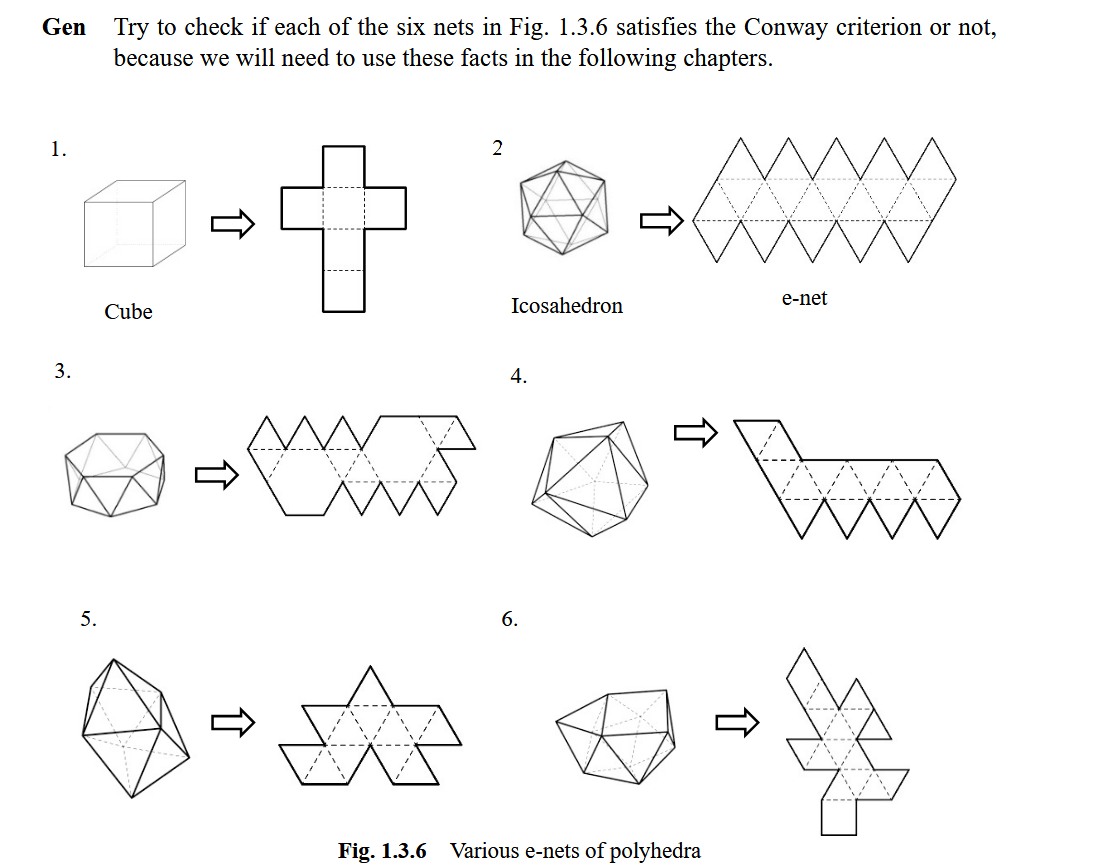 Gen Try to check if each of the six nets in Fig. 1.3.6 satisfies the Conway criterion or not,
because we will need to use these facts in the following chapters.
1.
2
Cube
Icosahedron
e-net
3.
4.
5.
6.
Fig. 1.3.6 Various e-nets of polyhedra